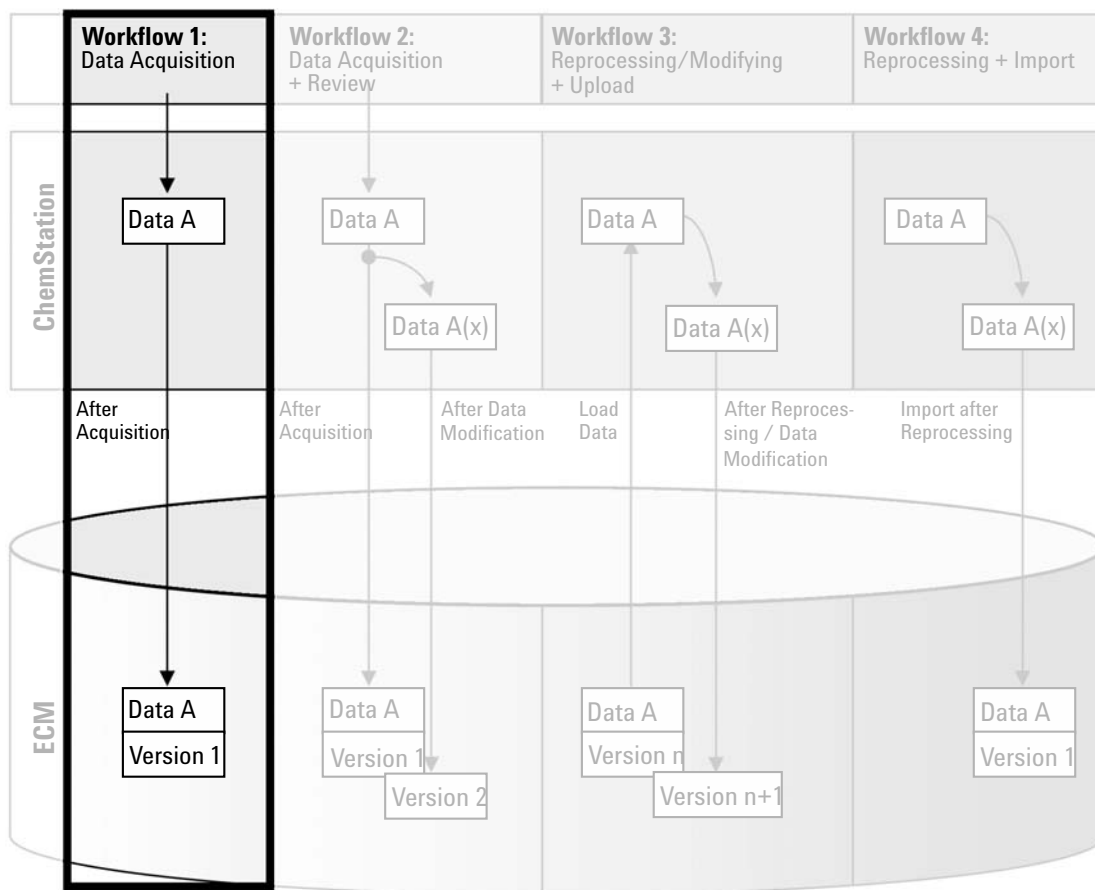 Workflow 1:
Data Acquisition
Workflow 2:
Data Acquisition
+ Review
Workflow 3:
Reprocessing/Modifying
+ Upload
Workflow 4:
Reprocessing + Import
ChemStation
Data A
Data A
Data A(x)
Data A
Data A(x)
Data A
Data A(x)
After
Acquisition
After
Acquisition
After Data
Modification
Load
Data
After Reproces-
sing / Data
Modification
Import after
Reprocessing
ECM
Data A
Version 1
Data A
Version 1
Version 2
Data A
Version n
Version n+1
Data A
Version 1